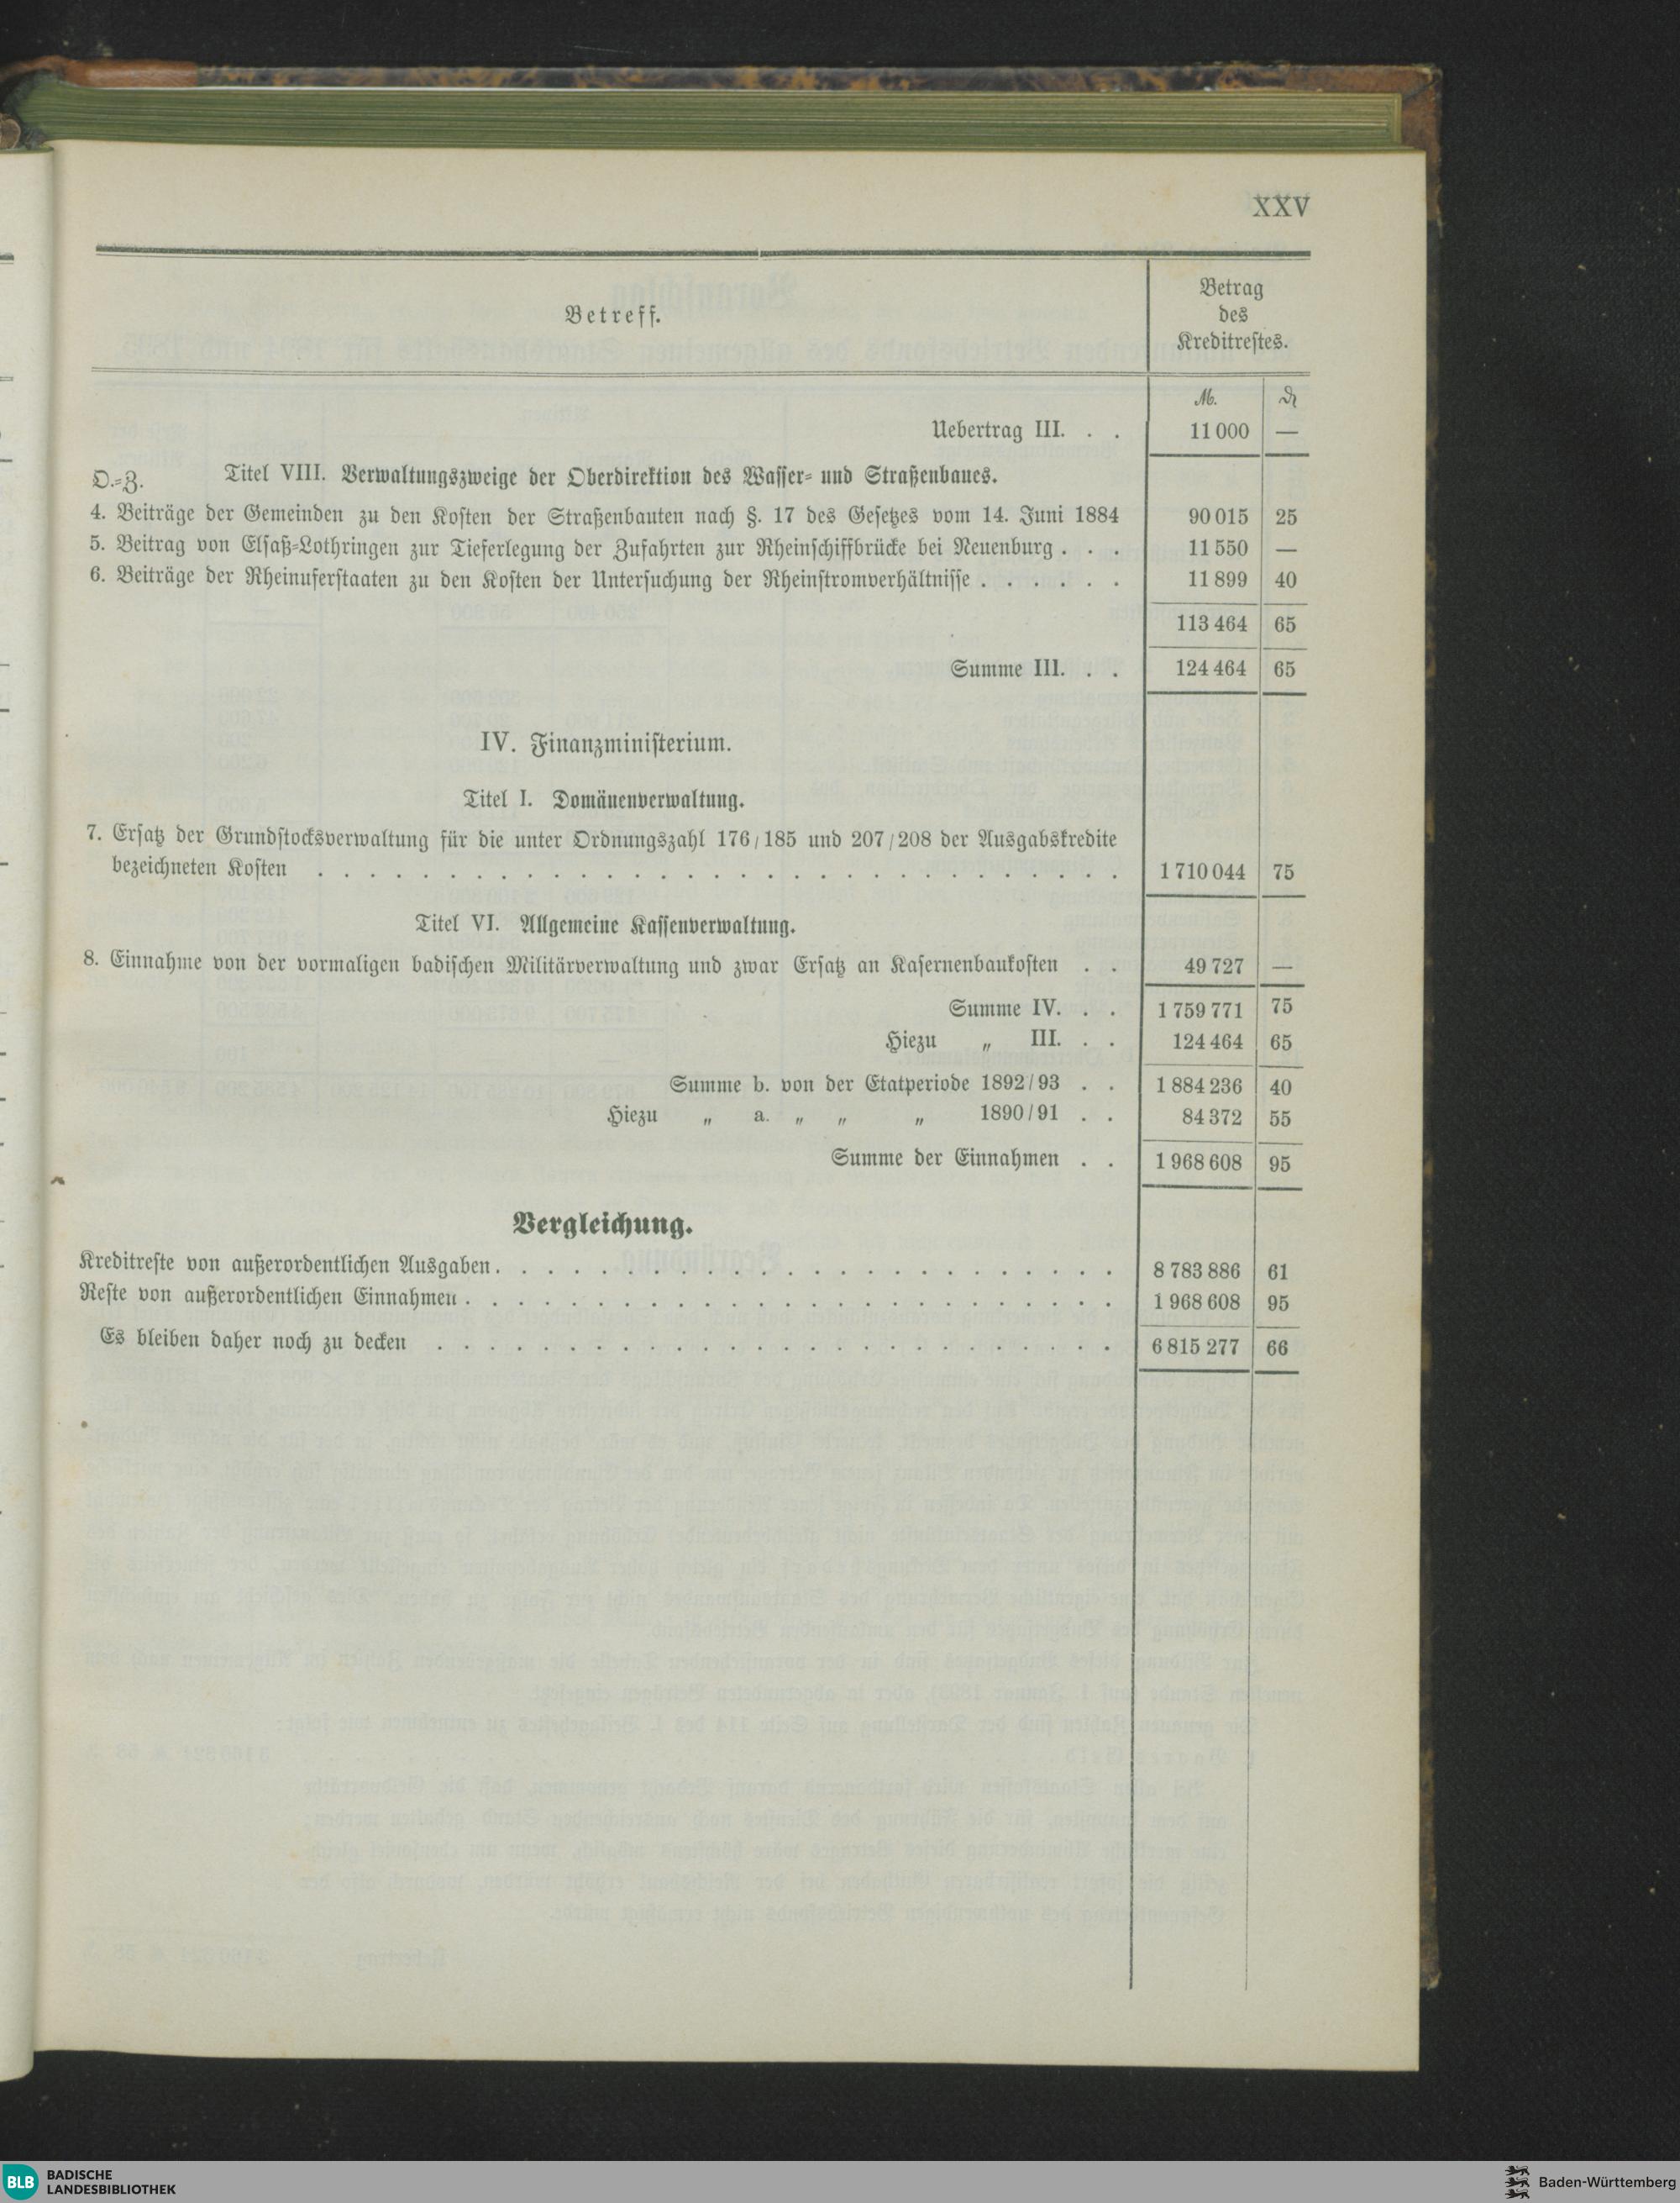 XXV
Betreff.
Betrag
des
Kreditrestes.
M. ₰
Uebertrag III. . . 11 000 —
O.-Z. Titel VIII. Verwaltungszweige der Oberdirektion des Wasser- und Straßenbaues.
4. Beiträge der Gemeinden zu den Kosten der Straßenbauten nach §. 17 des Gesetzes vom 14. Juni 1884 90 015 25
5. Beitrag von Elsaß-Lothringen zur Tieferlegung der Zufahrten zur Rheinschiffbrücke bei Neuenburg . . . 11 550 —
6. Beiträge der Rheinuferstaaten zu den Kosten der Untersuchung der Rheinstromverhältnisse . . . . . . 11 899 40
113 464 65
Summe III. . . 124 464 65
IV. Finanzministerium.
Titel I. Domänenverwaltung.
7. Ersatz der Grundstocksverwaltung für die unter Ordnungszahl 176/185 und 207/208 der Ausgabskredite
bezeichneten Kosten . . . . . . . . . . . . . . . . . . . . . . . . . . . . . . . 1 710 044 75
Titel VI. Allgemeine Kassenverwaltung.
8. Einnahme von der vormaligen badischen Militärverwaltung und zwar Ersatz an Kasernenbaukosten . . 49 727 —
Summe IV. . . 1 759 771 75
Hiezu „ III. . . 124 464 65
Summe b. von der Etatperiode 1892/93 . . 1 884 236 40
Hiezu „ a. „ „ „ 1890/91 . . 84 372 55
Summe der Einnahmen . . 1 968 608 95
Vergleichung.
Kreditreste von außerordentlichen Ausgaben . . . . . . . . . . . . . . . . . . . . . . . . 8 783 886 61
Reste von außerordentlichen Einnahmen . . . . . . . . . . . . . . . . . . . . . . . . . 1 968 608 95
Es bleiben daher noch zu decken . . . . . . . . . . . . . . . . . . . . . . . . . . 6 815 277 66
BLB BADISCHE
LANDESBIBLIOTHEK
Baden-Württemberg